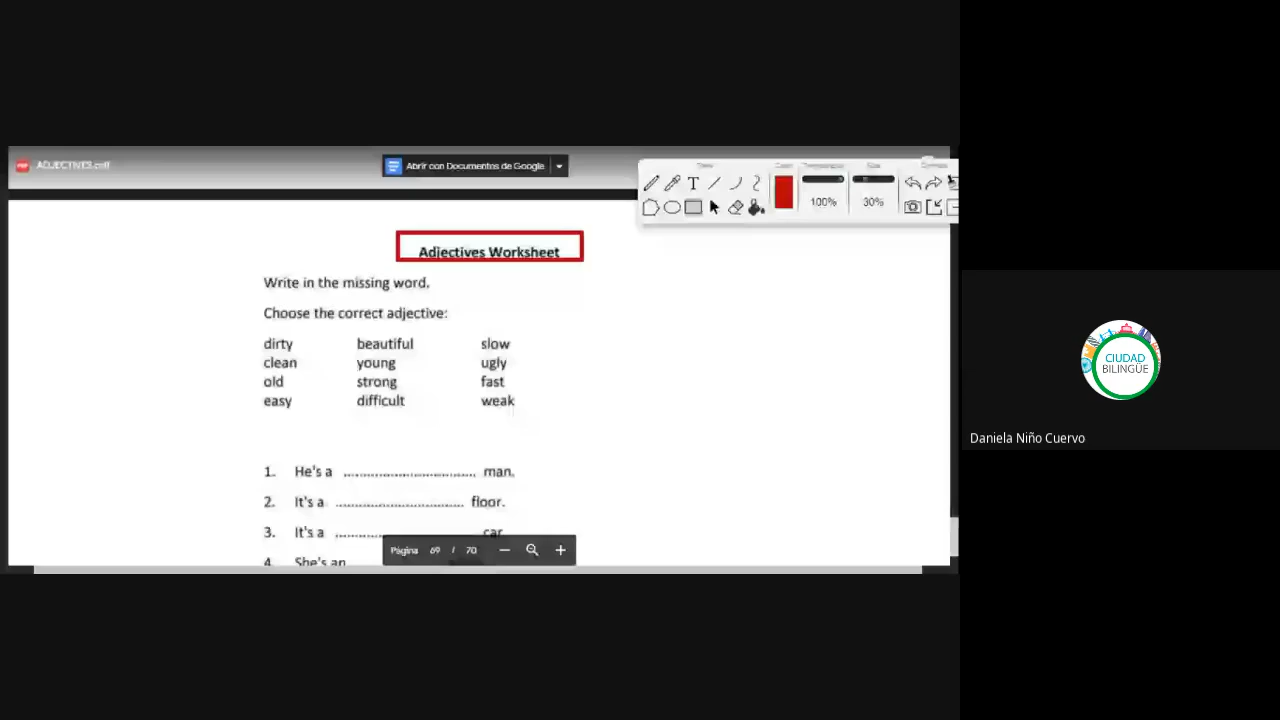 ADJECTIVES.pdf
Abrir con Documentos de Google
T
100%
30%
Adjectives Worksheet
Write in the missing word.
Choose the correct adjective:
dirty beautiful slow
clean young ugly
old strong fast
easy difficult weak
1. He's a ................................ man.
2. It's a ................................ floor.
3. It's a ............ car
4. She's an
Página 69 / 70
CIUDAD
BILINGÜE
Daniela Niño Cuervo